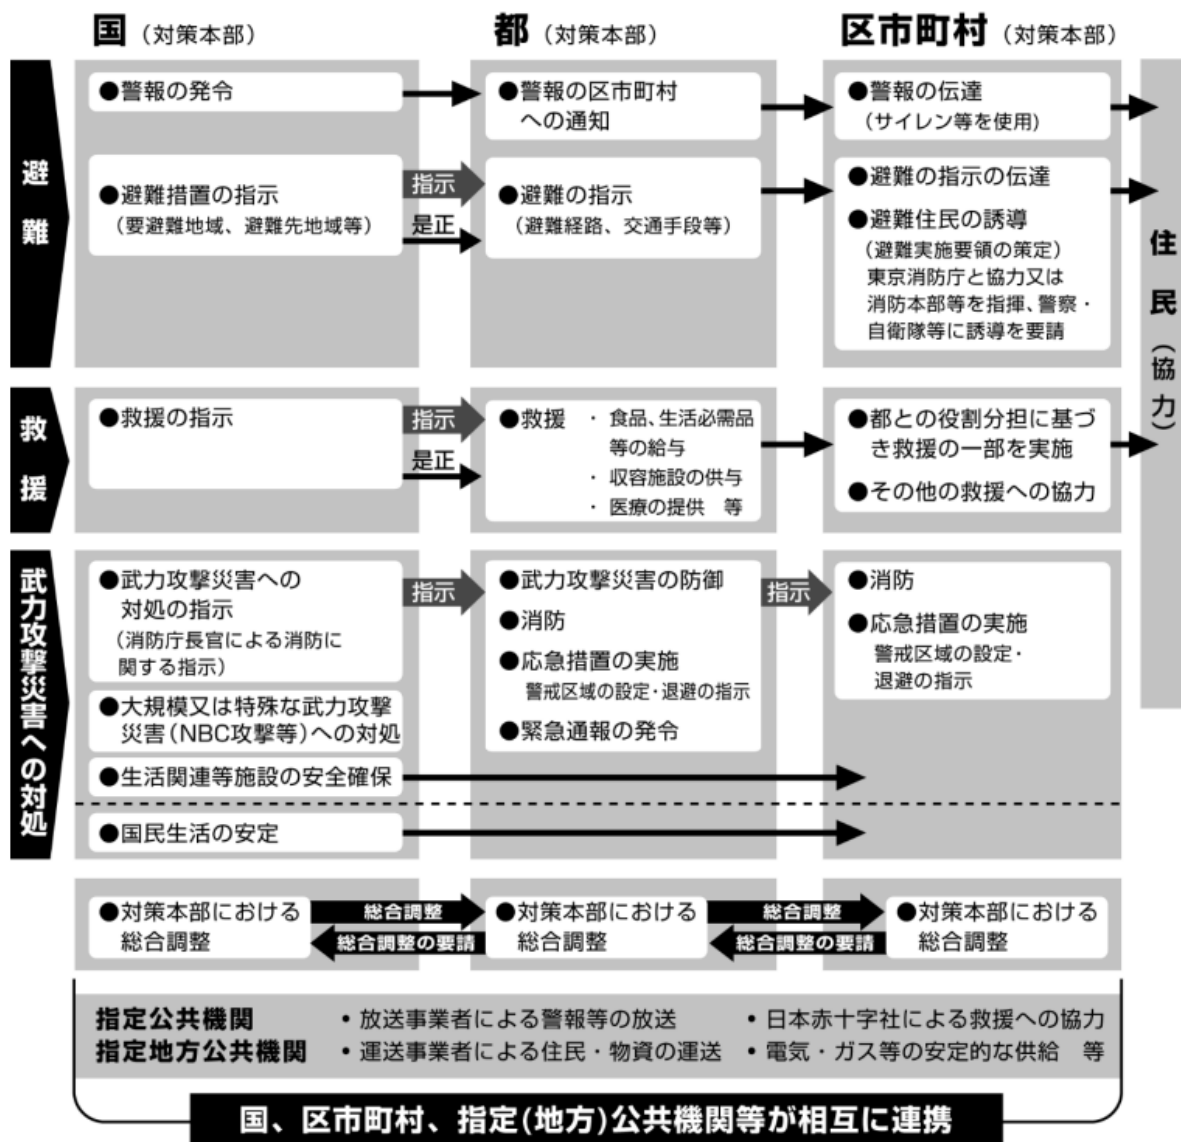 国（対策本部） 都（対策本部） 区市町村（対策本部）
避難
●警報の発令
●警報の区市町村
への通知
●警報の伝達
(サイレン等を使用)
●避難措置の指示
(要避難地域、避難先地域等)
指示
是正
●避難の指示
(避難経路、交通手段等)
●避難の指示の伝達
●避難住民の誘導
(避難実施要領の策定)
東京消防庁と協力又は
消防本部等を指揮、警察・
自衛隊等に誘導を要請
住民（協力）
救援
●救援の指示
指示
是正
●救援 ・ 食品、生活必需品
等の給与
・ 収容施設の供与
・ 医療の提供　等
●都との役割分担に基づ
き救援の一部を実施
●その他の救援への協力
武力攻撃災害への対処
●武力攻撃災害への
対処の指示
(消防庁長官による消防に
関する指示)
●大規模又は特殊な武力攻撃
災害(NBC攻撃等)への対処
●生活関連等施設の安全確保
●国民生活の安定
指示
●武力攻撃災害の防御
●消防
●応急措置の実施
警戒区域の設定・退避の指示
●緊急通報の発令
指示
●消防
●応急措置の実施
警戒区域の設定・
退避の指示
●対策本部における
総合調整
総合調整
総合調整の要請
●対策本部における
総合調整
総合調整
総合調整の要請
●対策本部における
総合調整
指定公共機関 • 放送事業者による警報等の放送 • 日本赤十字社による救援への協力
指定地方公共機関 • 運送事業者による住民・物資の運送 • 電気・ガス等の安定的な供給　等
国、区市町村、指定(地方)公共機関等が相互に連携